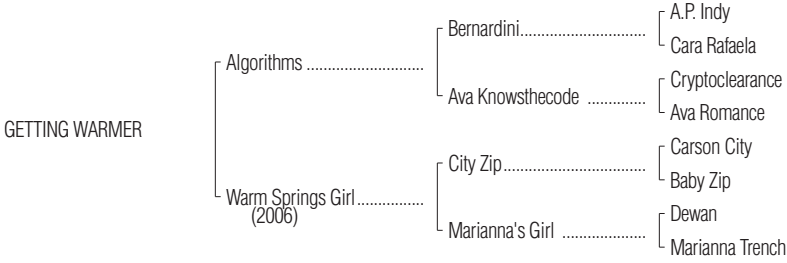 A.P. Indy
Bernardini..............................
Cara Rafaela
Algorithms ............................
Cryptoclearance
Ava Knowsthecode ..............
Ava Romance
GETTING WARMER
Carson City
City Zip..................................
Baby Zip
Warm Springs Girl................
(2006)
Dewan
Marianna's Girl ....................
Marianna Trench